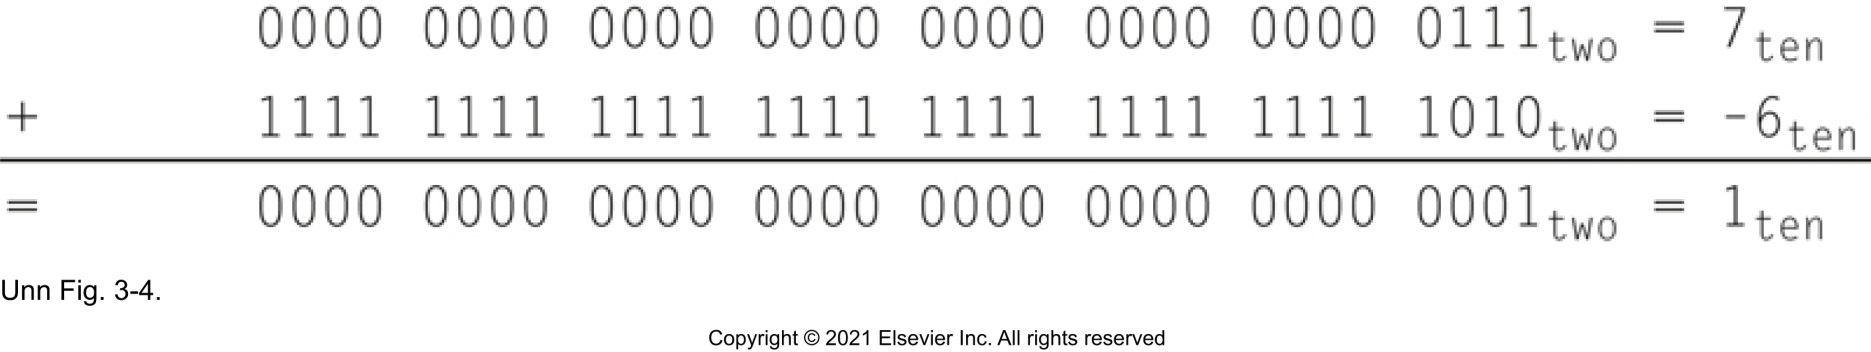 0000 0000 0000 0000 0000 0000 0000 0111two = 7ten
+ 1111 1111 1111 1111 1111 1111 1111 1010two = -6ten
= 0000 0000 0000 0000 0000 0000 0000 0001two = 1ten
Unn Fig. 3-4.
Copyright © 2021 Elsevier Inc. All rights reserved